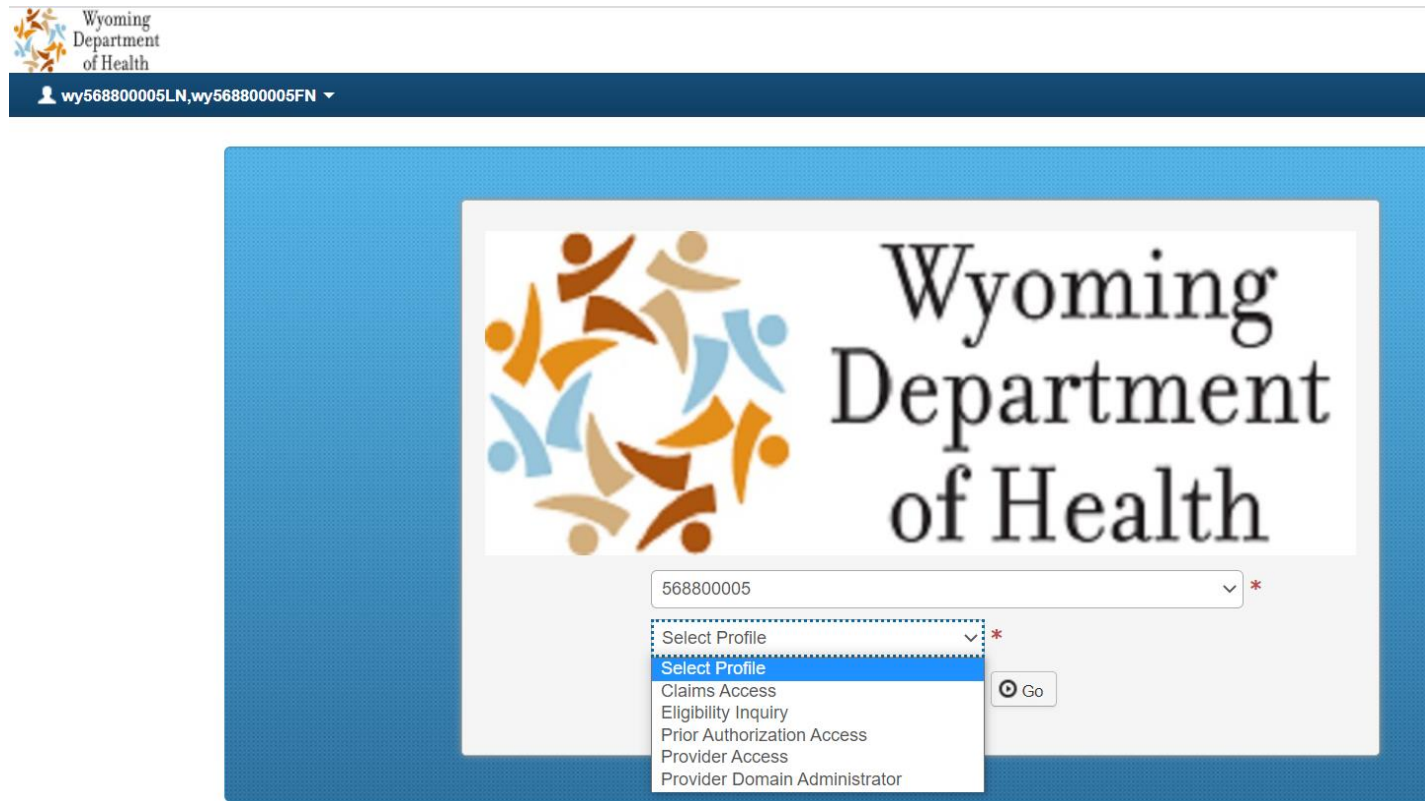 Wyoming
Department
of Health
wy568800005LN,wy568800005FN
Wyoming
Department
of Health
568800005 *
Select Profile *
Select Profile
Claims Access
Eligibility Inquiry
Prior Authorization Access
Provider Access
Provider Domain Administrator
Go